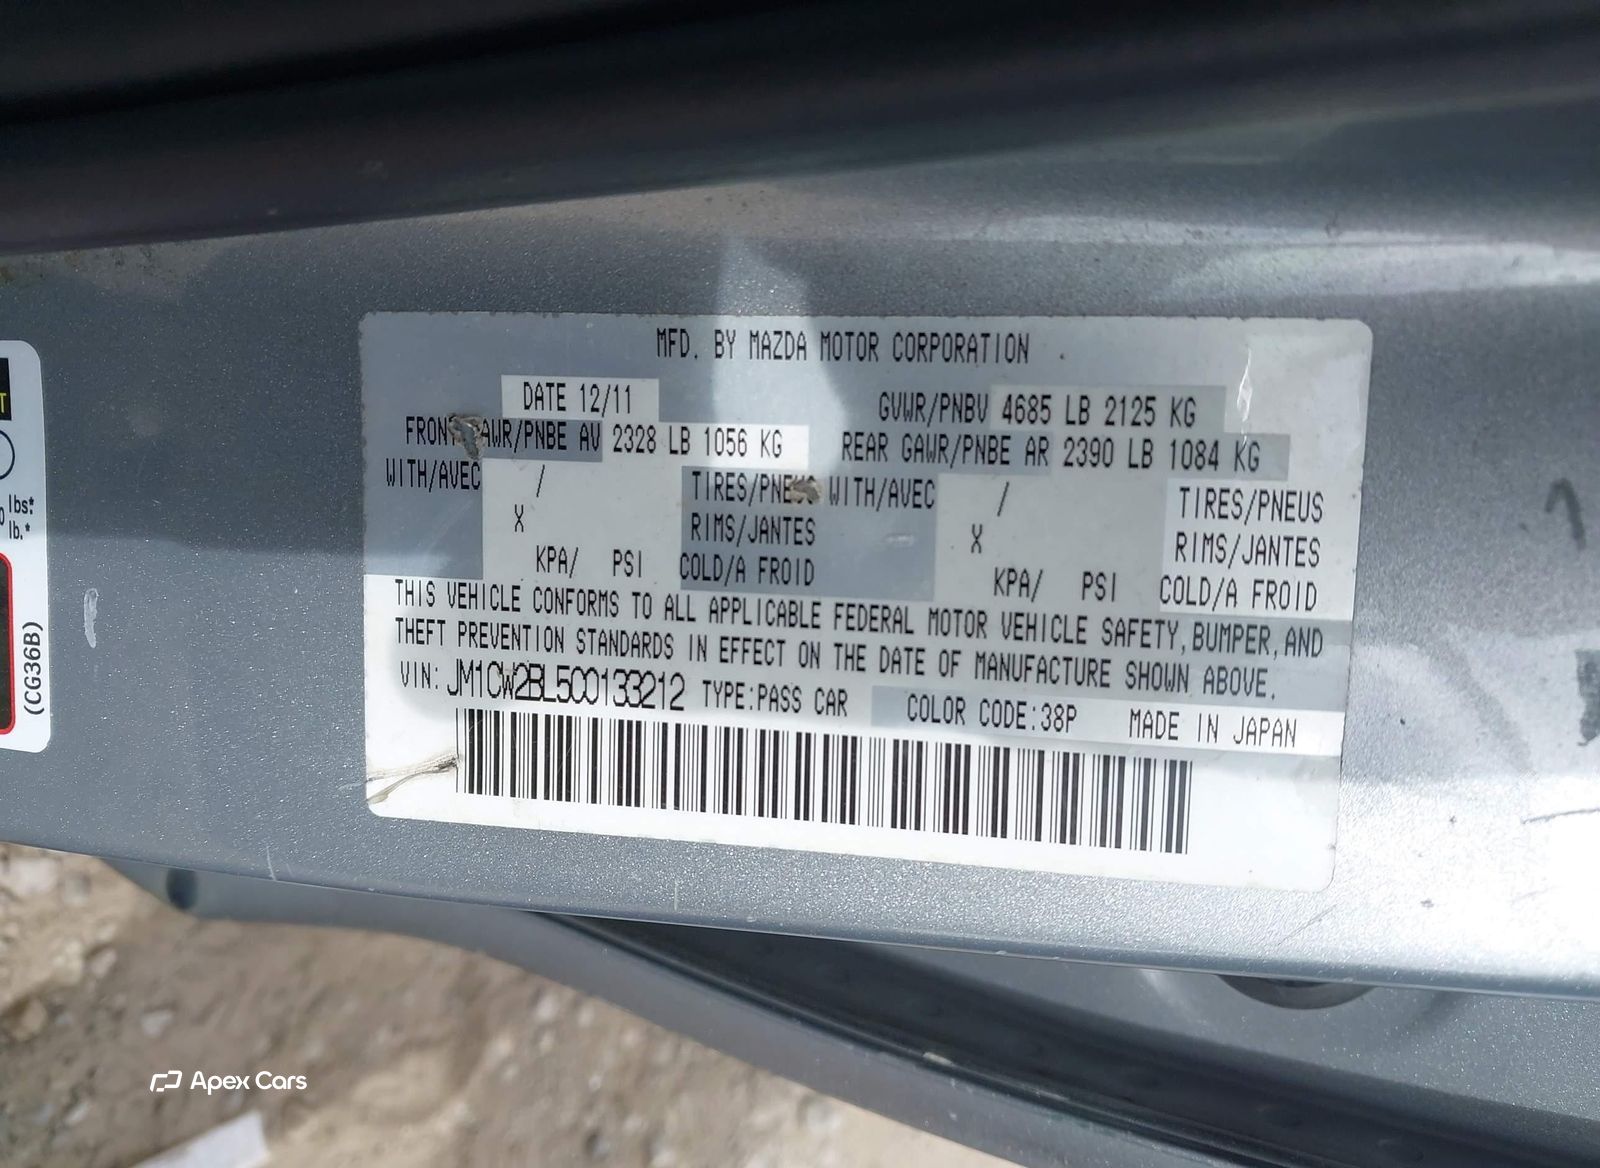 MFD. BY MAZDA MOTOR CORPORATION
DATE 12/11 GVWR/PNBV 4685 LB 2125 KG
FRONT GAWR/PNBE AV 2328 LB 1056 KG REAR GAWR/PNBE AR 2390 LB 1084 KG
WITH/AVEC / TIRES/PNEUS WITH/AVEC / TIRES/PNEUS
X RIMS/JANTES X RIMS/JANTES
KPA/ PSI COLD/A FROID KPA/ PSI COLD/A FROID
THIS VEHICLE CONFORMS TO ALL APPLICABLE FEDERAL MOTOR VEHICLE SAFETY, BUMPER, AND
THEFT PREVENTION STANDARDS IN EFFECT ON THE DATE OF MANUFACTURE SHOWN ABOVE.
VIN: JM1CW2BL5C0133212 TYPE:PASS CAR COLOR CODE:38P MADE IN JAPAN
lbs.*
lb.*
(CG36B)
Apex Cars